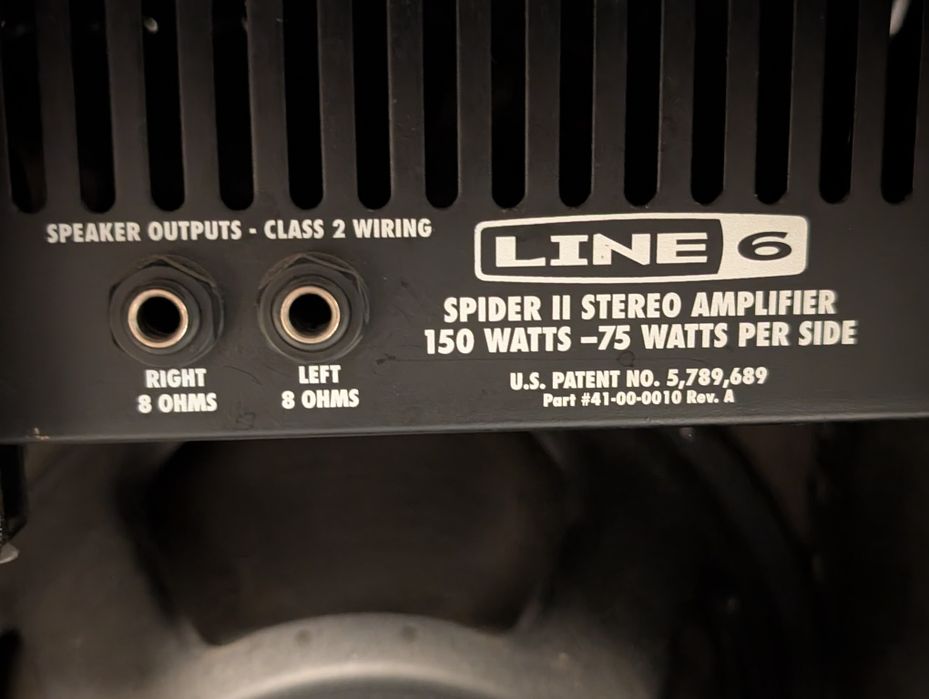 SPEAKER OUTPUTS - CLASS 2 WIRING
RIGHT
8 OHMS
LEFT
8 OHMS
LINE 6
SPIDER II STEREO AMPLIFIER
150 WATTS –75 WATTS PER SIDE
U.S. PATENT NO. 5,789,689
Part #41-00-0010 Rev. A